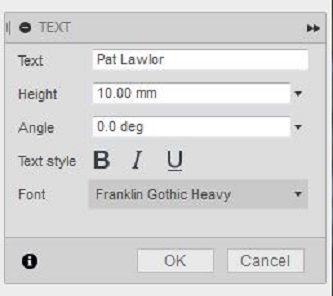 TEXT
Text Pat Lawlor
Height 10.00 mm
Angle 0.0 deg
Text style B I U
Font Franklin Gothic Heavy
OK Cancel